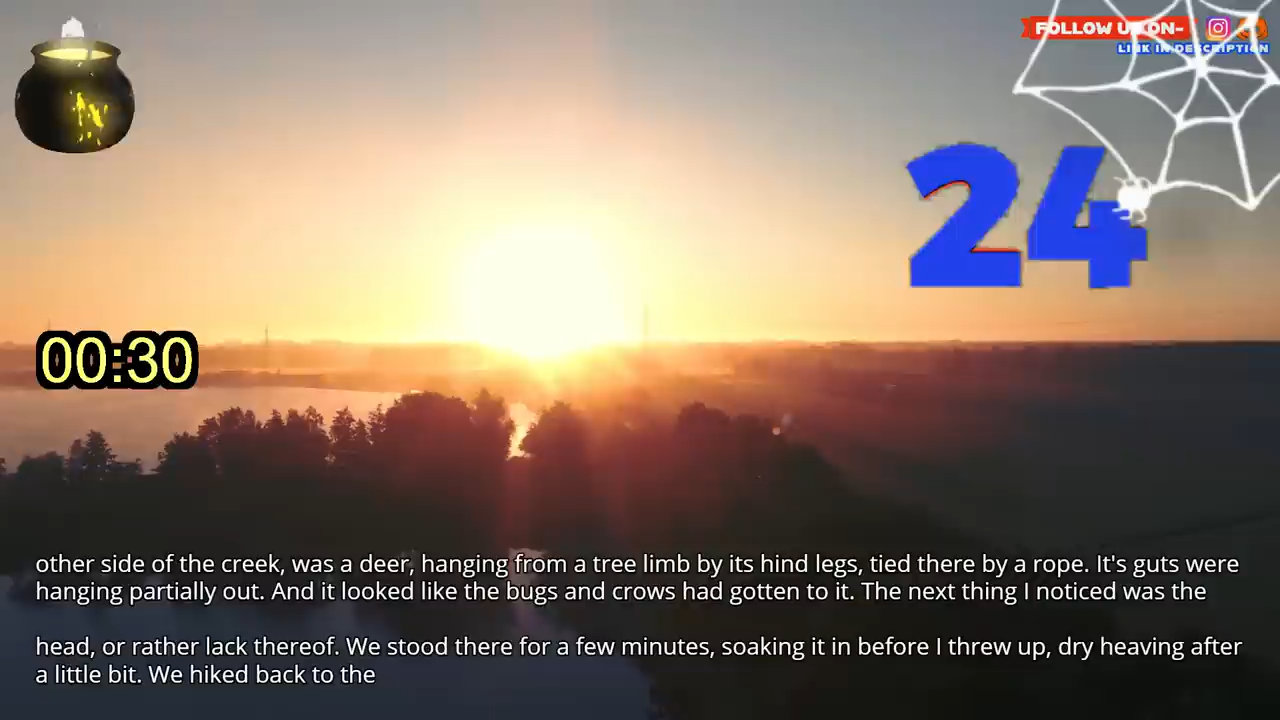 FOLLOW US ON-
LINK IN DESCRIPTION
24
00:30
other side of the creek, was a deer, hanging from a tree limb by its hind legs, tied there by a rope. It's guts were
hanging partially out. And it looked like the bugs and crows had gotten to it. The next thing I noticed was the
head, or rather lack thereof. We stood there for a few minutes, soaking it in before I threw up, dry heaving after
a little bit. We hiked back to the